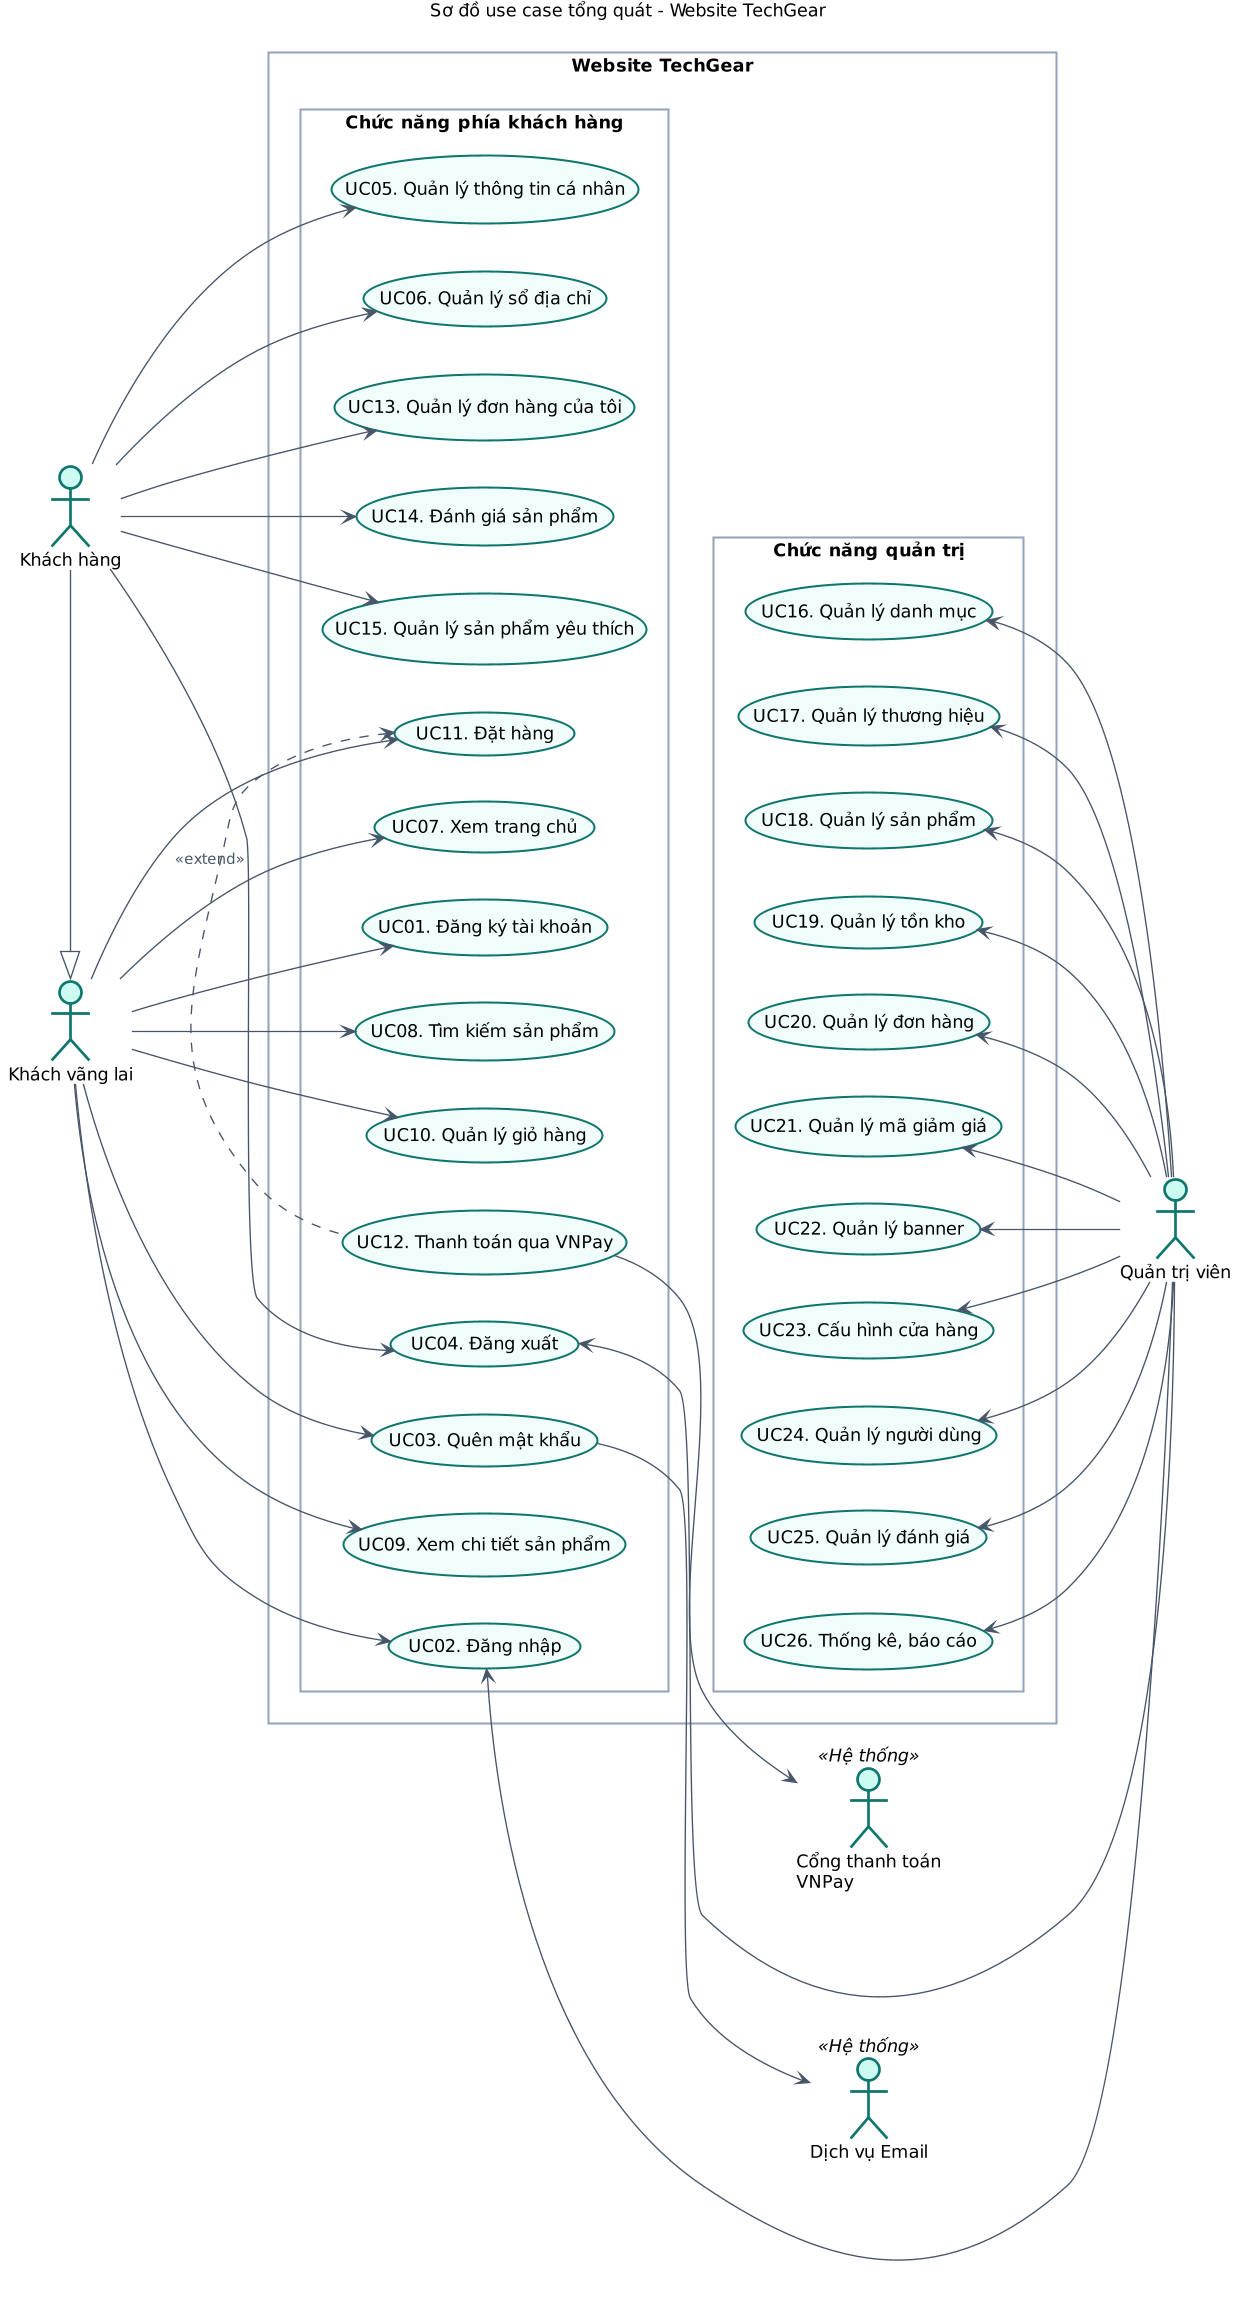 Sơ đồ use case tổng quát - Website TechGear
Website TechGear
Chức năng phía khách hàng
UC05. Quản lý thông tin cá nhân
UC06. Quản lý sổ địa chỉ
UC13. Quản lý đơn hàng của tôi
UC14. Đánh giá sản phẩm
Khách hàng
UC15. Quản lý sản phẩm yêu thích
UC11. Đặt hàng
UC07. Xem trang chủ
«extend»
UC01. Đăng ký tài khoản
UC08. Tìm kiếm sản phẩm
Khách vãng lai
UC10. Quản lý giỏ hàng
UC12. Thanh toán qua VNPay
UC04. Đăng xuất
UC03. Quên mật khẩu
UC09. Xem chi tiết sản phẩm
UC02. Đăng nhập
Chức năng quản trị
UC16. Quản lý danh mục
UC17. Quản lý thương hiệu
UC18. Quản lý sản phẩm
UC19. Quản lý tồn kho
UC20. Quản lý đơn hàng
UC21. Quản lý mã giảm giá
UC22. Quản lý banner
Quản trị viên
UC23. Cấu hình cửa hàng
UC24. Quản lý người dùng
UC25. Quản lý đánh giá
UC26. Thống kê, báo cáo
«Hệ thống»
Cổng thanh toán
VNPay
«Hệ thống»
Dịch vụ Email